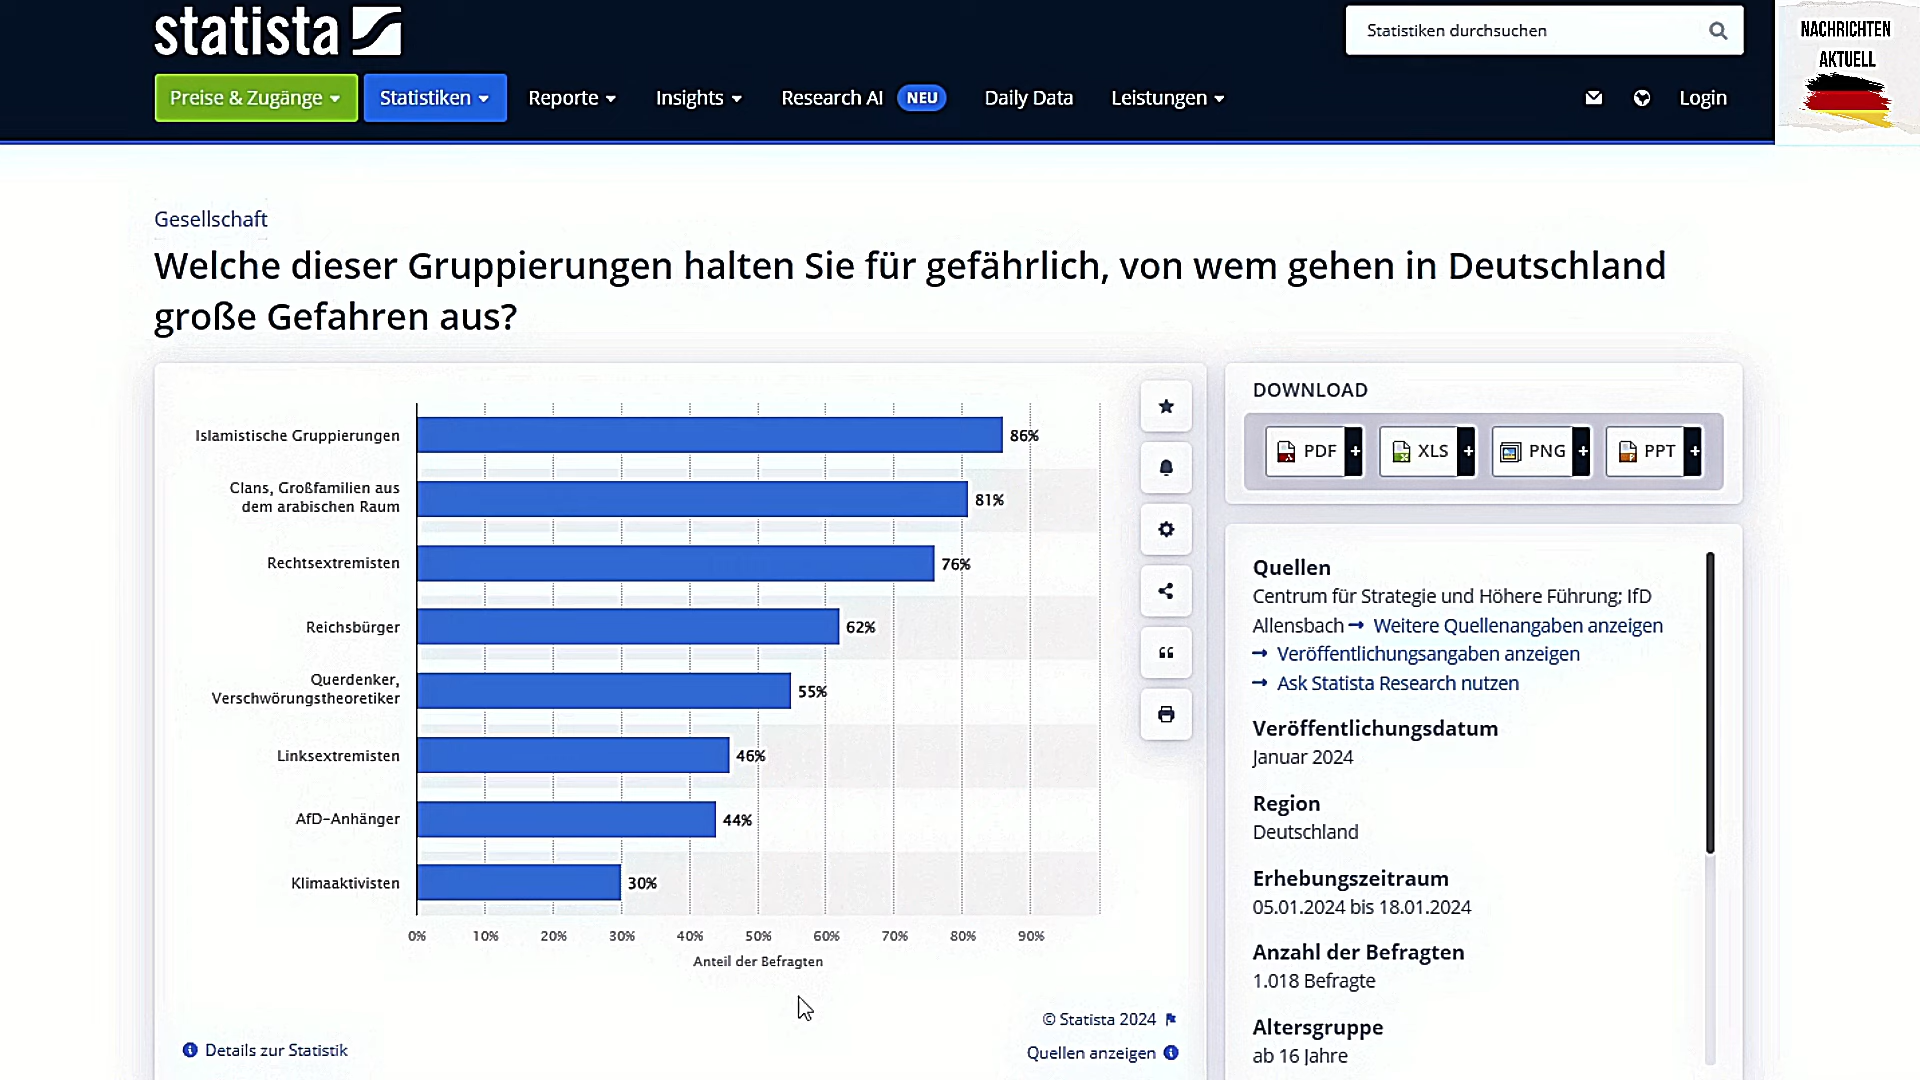 statista
Statistiken durchsuchen
NACHRICHTEN
AKTUELL
Preise & Zugänge
Statistiken
Reporte
Insights
Research AI NEU
Daily Data
Leistungen
Login
Gesellschaft
Welche dieser Gruppierungen halten Sie für gefährlich, von wem gehen in Deutschland
große Gefahren aus?
Islamistische Gruppierungen 86%
Clans, Großfamilien aus
dem arabischen Raum 81%
Rechtsextremisten 76%
Reichsbürger 62%
Querdenker,
Verschwörungstheoretiker 55%
Linksextremisten 46%
AfD-Anhänger 44%
Klimaaktivisten 30%
0% 10% 20% 30% 40% 50% 60% 70% 80% 90%
Anteil der Befragten
© Statista 2024
Details zur Statistik
Quellen anzeigen
DOWNLOAD
PDF + XLS + PNG + PPT +
Quellen
Centrum für Strategie und Höhere Führung; IfD
Allensbach → Weitere Quellenangaben anzeigen
→ Veröffentlichungsangaben anzeigen
→ Ask Statista Research nutzen
Veröffentlichungsdatum
Januar 2024
Region
Deutschland
Erhebungszeitraum
05.01.2024 bis 18.01.2024
Anzahl der Befragten
1.018 Befragte
Altersgruppe
ab 16 Jahre